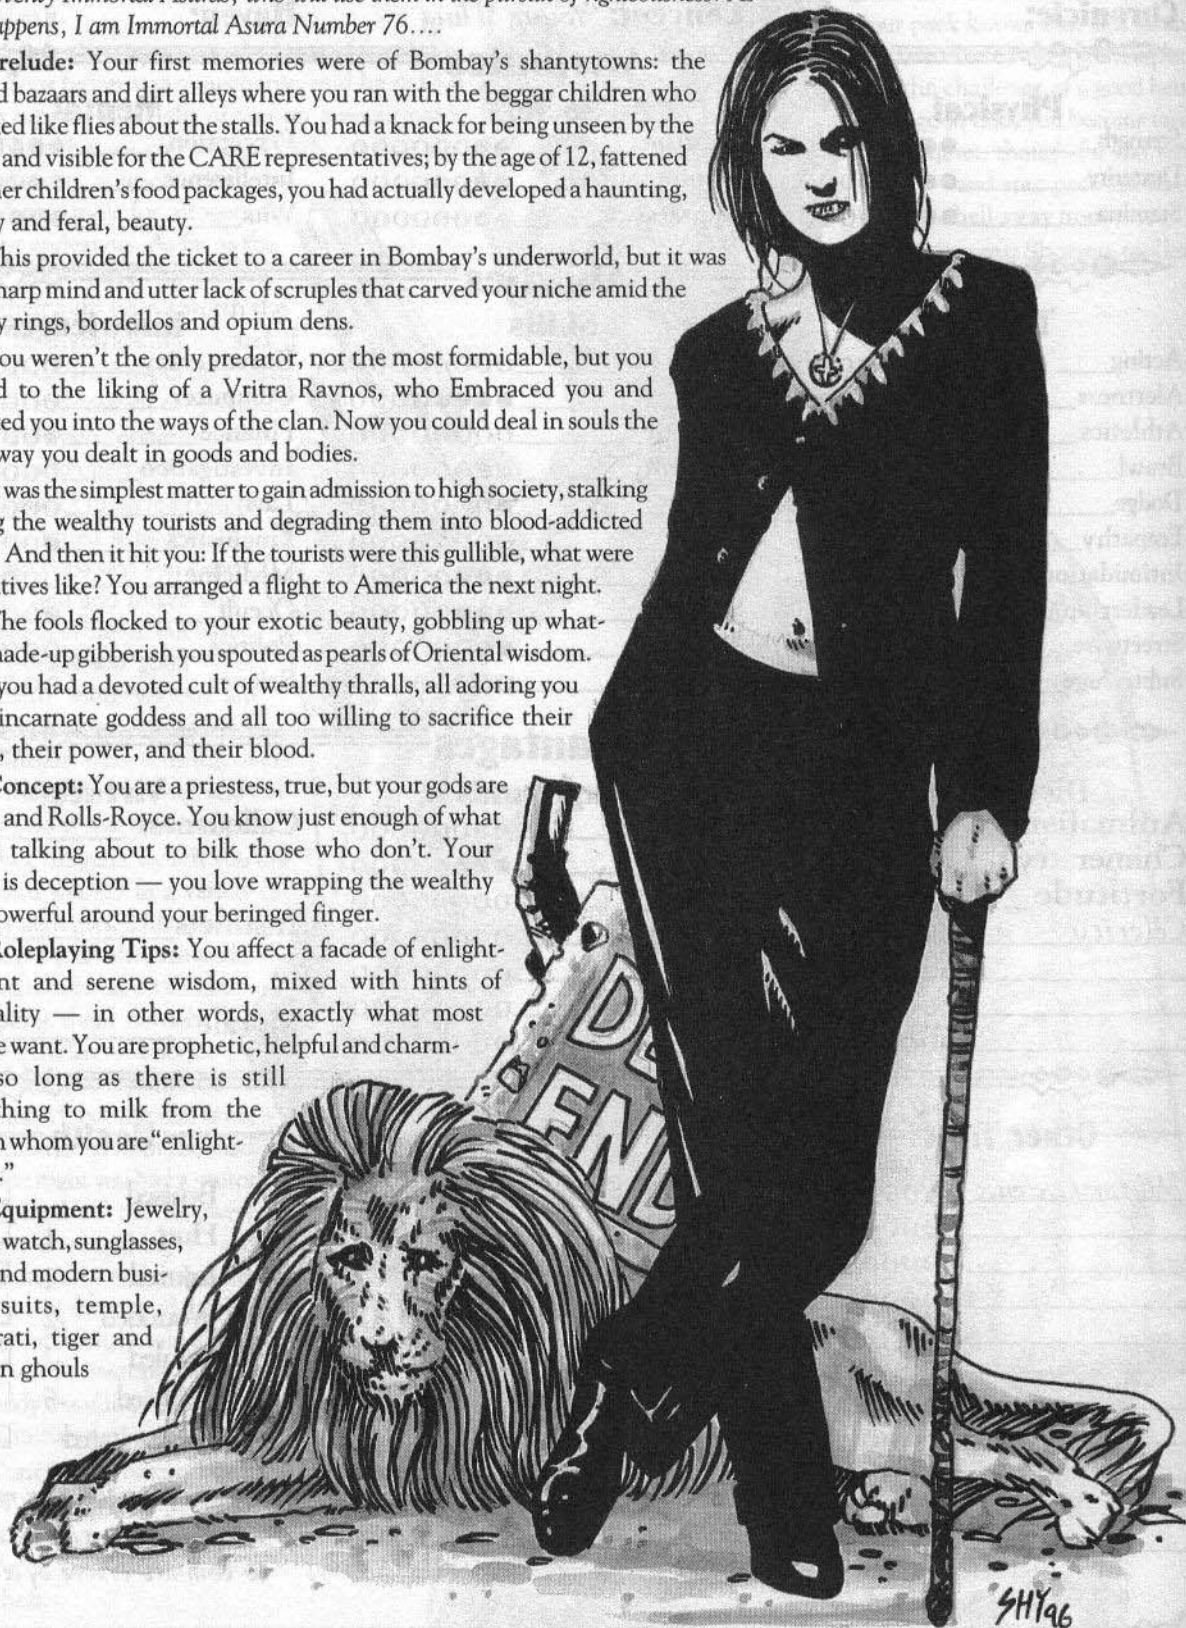 appens, I am Immortal Asura Number 76....
relude: Your first memories were of Bombay's shantytowns: the
d bazaars and dirt alleys where you ran with the beggar children who
ed like flies about the stalls. You had a knack for being unseen by the
and visible for the CARE representatives; by the age of 12, fattened
er children's food packages, you had actually developed a haunting,
y and feral, beauty.
his provided the ticket to a career in Bombay's underworld, but it was
harp mind and utter lack of scruples that carved your niche amid the
y rings, bordellos and opium dens.
ou weren't the only predator, nor the most formidable, but you
d to the liking of a Vritra Ravnos, who Embraced you and
ed you into the ways of the clan. Now you could deal in souls the
way you dealt in goods and bodies.
was the simplest matter to gain admission to high society, stalking
g the wealthy tourists and degrading them into blood-addicted
And then it hit you: If the tourists were this gullible, what were
tives like? You arranged a flight to America the next night.
he fools flocked to your exotic beauty, gobbling up what-
nade-up gibberish you spouted as pearls of Oriental wisdom.
you had a devoted cult of wealthy thralls, all adoring you
incarnate goddess and all too willing to sacrifice their
, their power, and their blood.
Concept: You are a priestess, true, but your gods are
and Rolls-Royce. You know just enough of what
talking about to bilk those who don't. Your
is deception — you love wrapping the wealthy
owerful around your beringed finger.
Roleplaying Tips: You affect a facade of enlight-
nt and serene wisdom, mixed with hints of
ality — in other words, exactly what most
e want. You are prophetic, helpful and charm-
so long as there is still
thing to milk from the
n whom you are "enlight-
."
Equipment: Jewelry,
watch, sunglasses,
nd modern busi-
suits, temple,
rati, tiger and
n ghouls
DE
END
SHY96